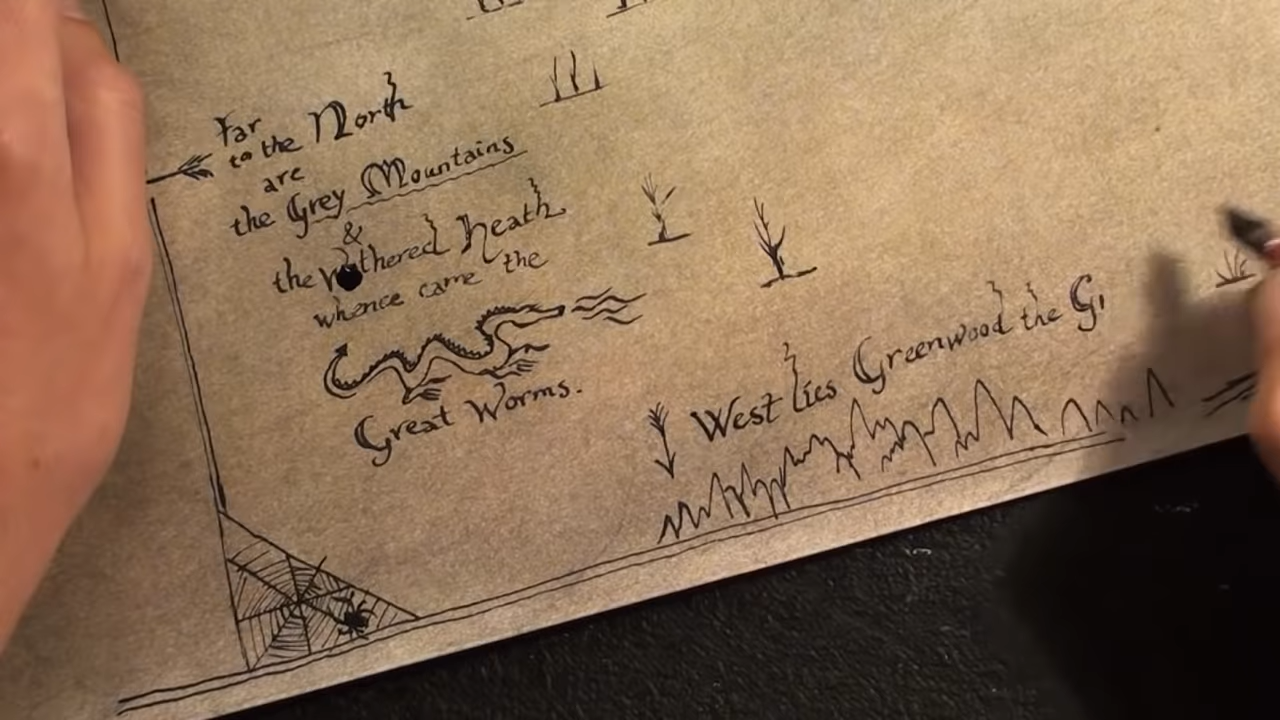 Far
to the North
are
the Grey Mountains
&
the Withered Heath
whence came the
Great Worms.
West lies Greenwood the G